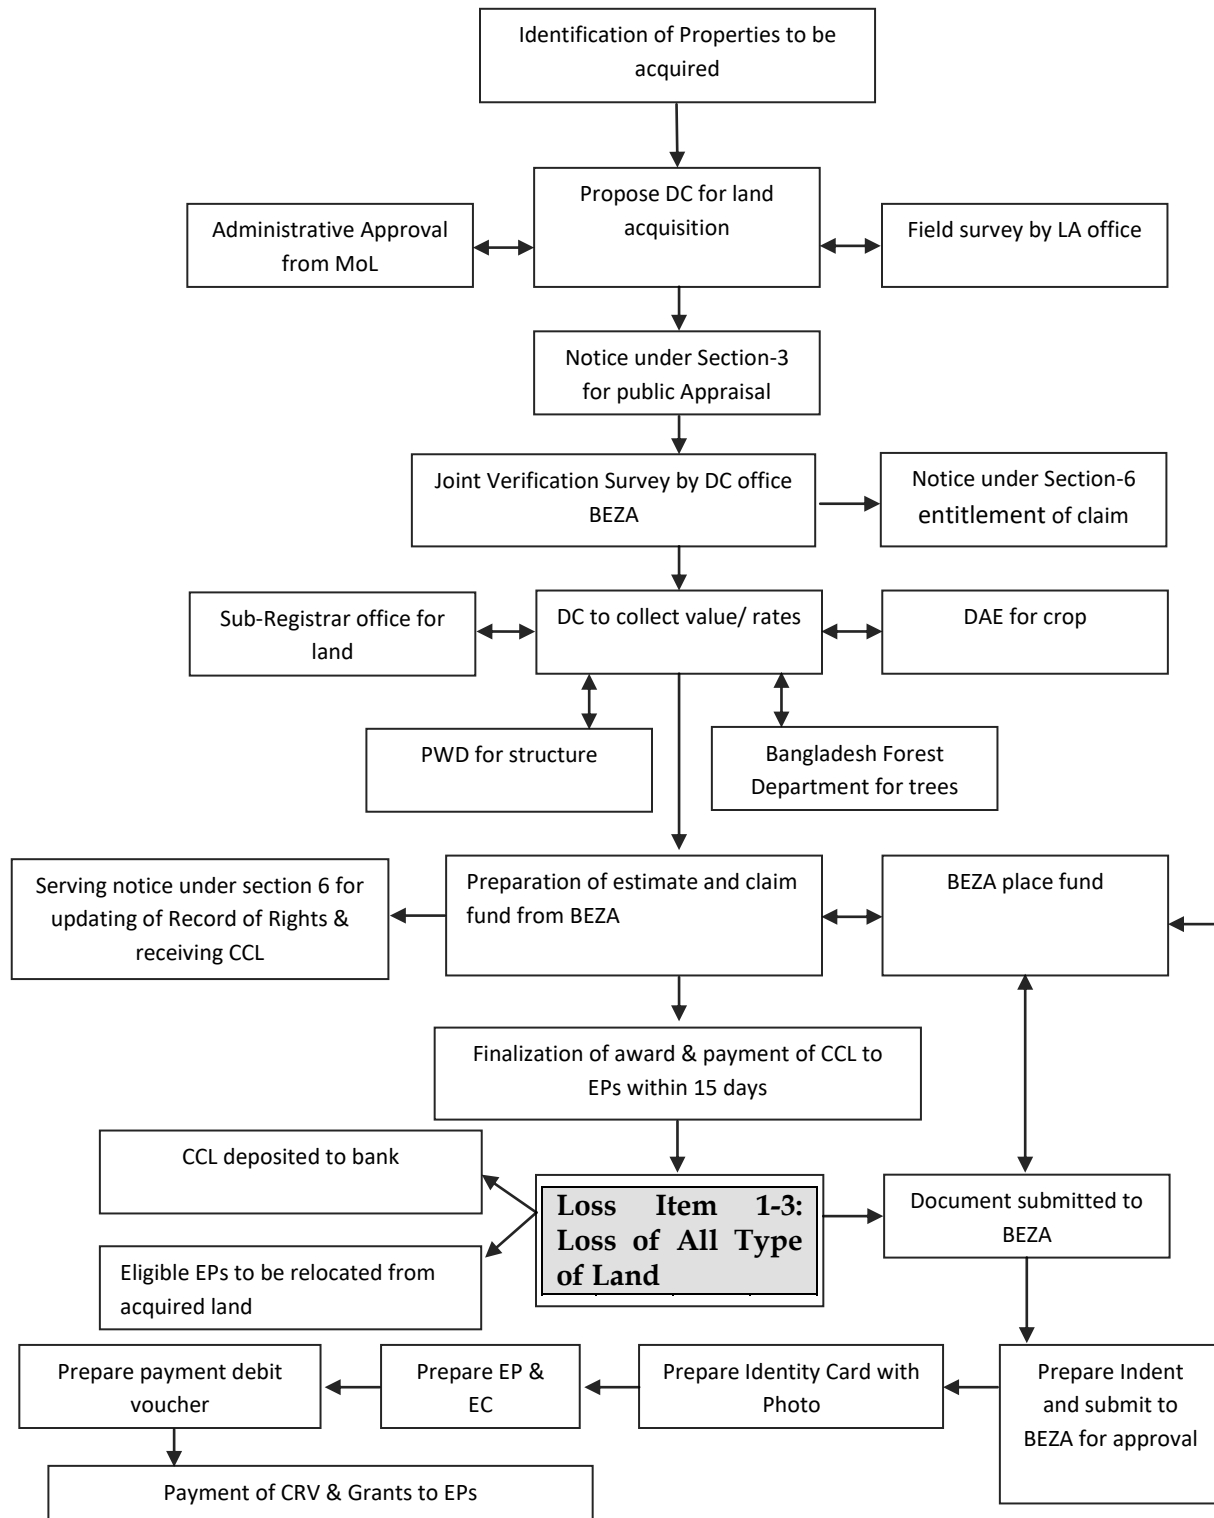 Identification of Properties to be
acquired
Propose DC for land
acquisition
Administrative Approval
from MoL
Field survey by LA office
Notice under Section-3
for public Appraisal
Joint Verification Survey by DC office
BEZA
Notice under Section-6
entitlement of claim
Sub-Registrar office for
land
DC to collect value/ rates
DAE for crop
PWD for structure
Bangladesh Forest
Department for trees
Serving notice under section 6 for
updating of Record of Rights &
receiving CCL
Preparation of estimate and claim
fund from BEZA
BEZA place fund
Finalization of award & payment of CCL to
EPs within 15 days
CCL deposited to bank
Loss Item 1-3:
Loss of All Type
of Land
Document submitted to
BEZA
Eligible EPs to be relocated from
acquired land
Prepare payment debit
voucher
Prepare EP &
EC
Prepare Identity Card with
Photo
Prepare Indent
and submit to
BEZA for approval
Payment of CRV & Grants to EPs